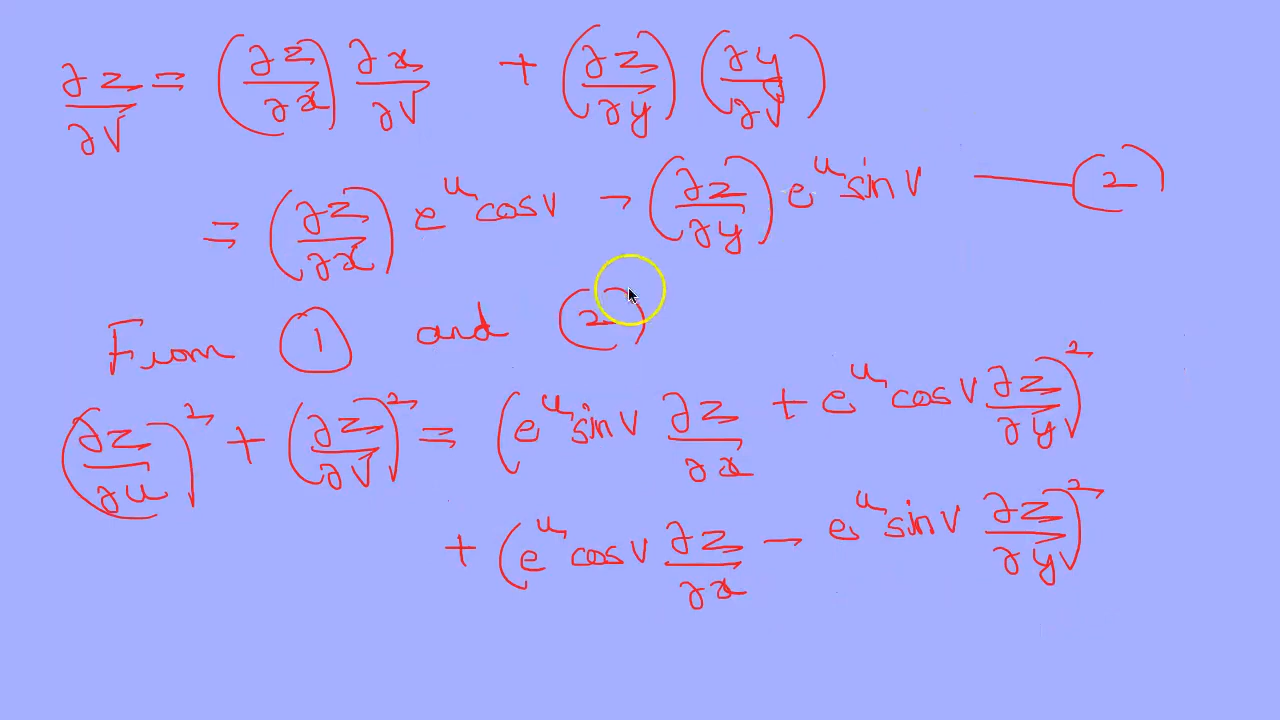 ∂z/∂v = (∂z/∂x) ∂x/∂v + (∂z/∂y) (∂y/∂v)
= (∂z/∂x) e^u cos v − (∂z/∂y) e^u sin v — (2)
From (1) and (2)
(∂z/∂u)^2 + (∂z/∂v)^2 = (e^u sin v ∂z/∂x + e^u cos v ∂z/∂y)^2
+ (e^u cos v ∂z/∂x − e^u sin v ∂z/∂y)^2